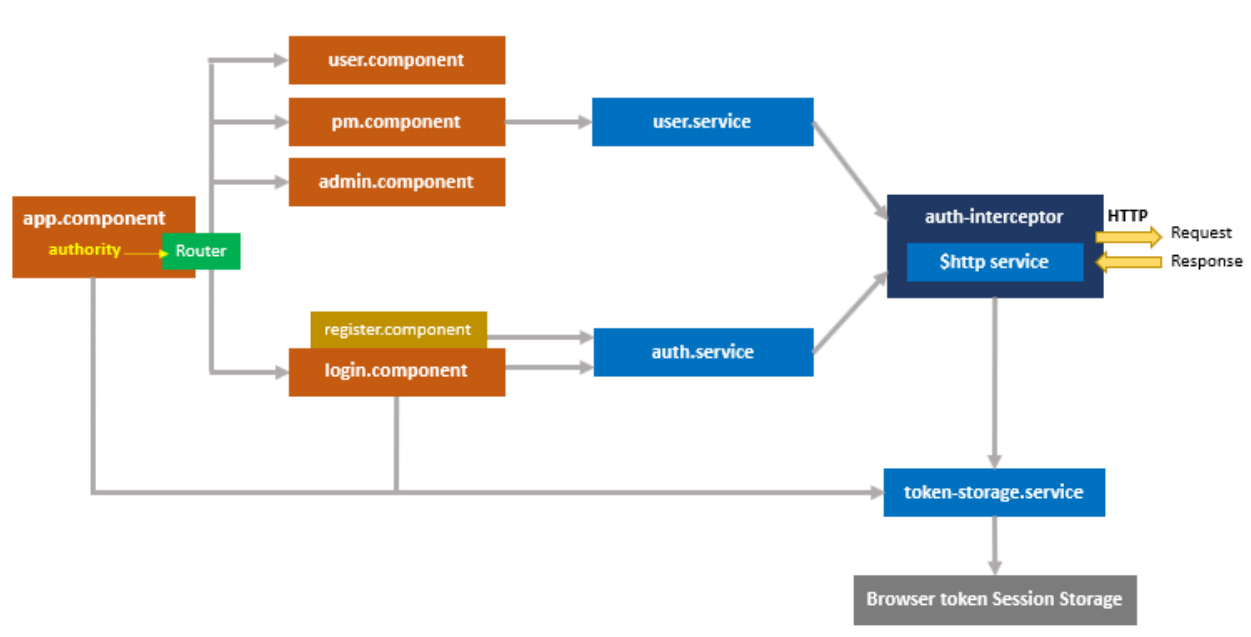 user.component
pm.component
user.service
admin.component
app.component
authority
Router
auth-interceptor
$http service
HTTP
Request
Response
register.component
login.component
auth.service
token-storage.service
Browser token Session Storage